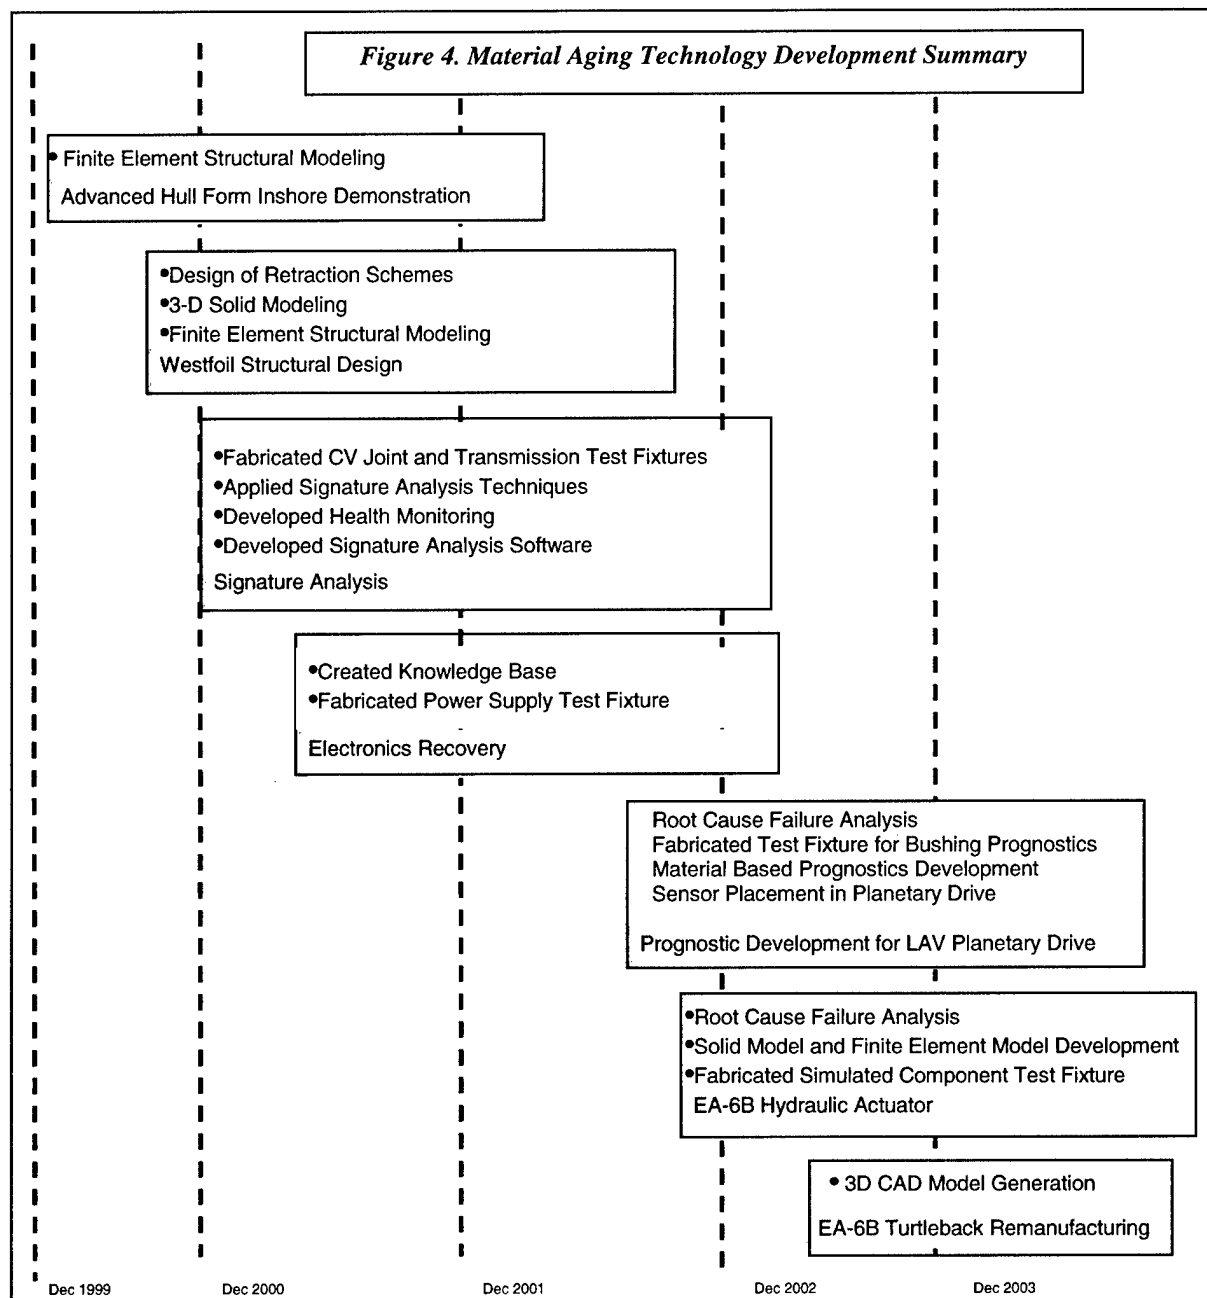 Figure 4. Material Aging Technology Development Summary
• Finite Element Structural Modeling
Advanced Hull Form Inshore Demonstration
•Design of Retraction Schemes
•3-D Solid Modeling
•Finite Element Structural Modeling
Westfoil Structural Design
•Fabricated CV Joint and Transmission Test Fixtures
•Applied Signature Analysis Techniques
•Developed Health Monitoring
•Developed Signature Analysis Software
Signature Analysis
•Created Knowledge Base
•Fabricated Power Supply Test Fixture
Electronics Recovery
Root Cause Failure Analysis
Fabricated Test Fixture for Bushing Prognostics
Material Based Prognostics Development
Sensor Placement in Planetary Drive
Prognostic Development for LAV Planetary Drive
•Root Cause Failure Analysis
•Solid Model and Finite Element Model Development
•Fabricated Simulated Component Test Fixture
EA-6B Hydraulic Actuator
• 3D CAD Model Generation
EA-6B Turtleback Remanufacturing
Dec 1999 Dec 2000 Dec 2001 Dec 2002 Dec 2003